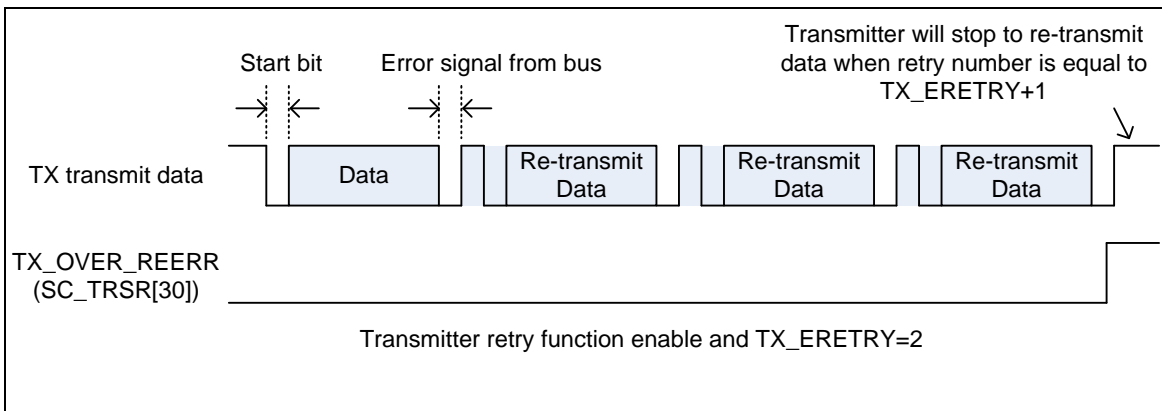 Transmitter will stop to re-transmit
data when retry number is equal to
TX_ERETRY+1
Start bit
Error signal from bus
TX transmit data
Data
Re-transmit
Data
Re-transmit
Data
Re-transmit
Data
TX_OVER_REERR
(SC_TRSR[30])
Transmitter retry function enable and TX_ERETRY=2